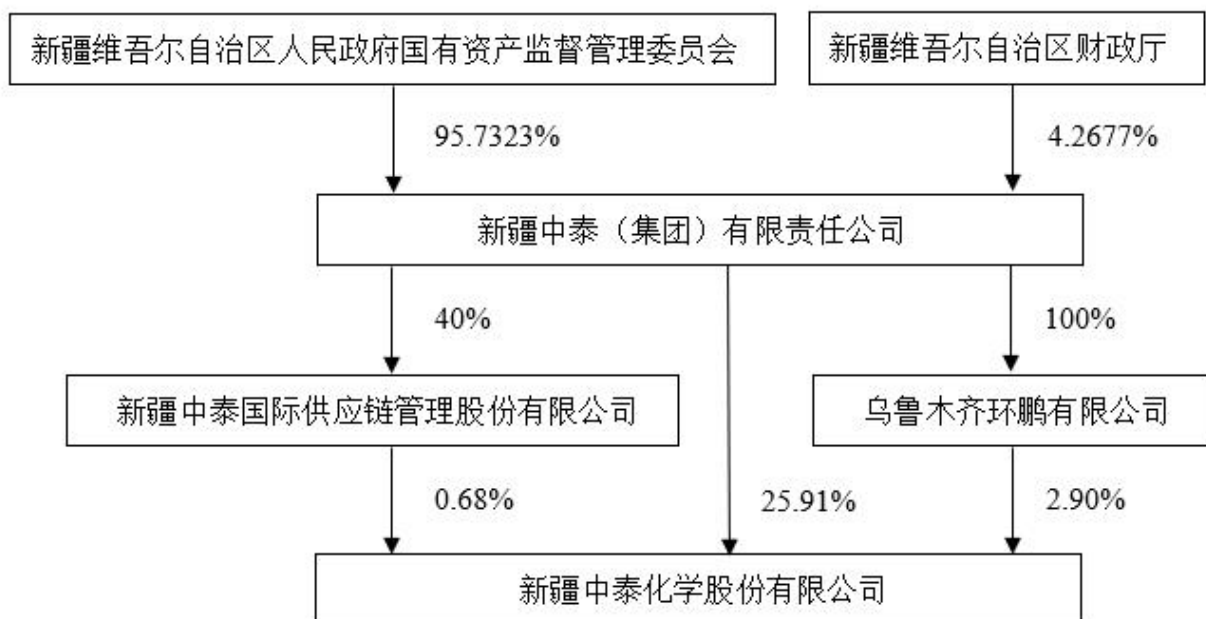 新疆维吾尔自治区人民政府国有资产监督管理委员会
新疆维吾尔自治区财政厅
95.7323%
4.2677%
新疆中泰（集团）有限责任公司
40%
100%
新疆中泰国际供应链管理股份有限公司
乌鲁木齐环鹏有限公司
0.68%
25.91%
2.90%
新疆中泰化学股份有限公司